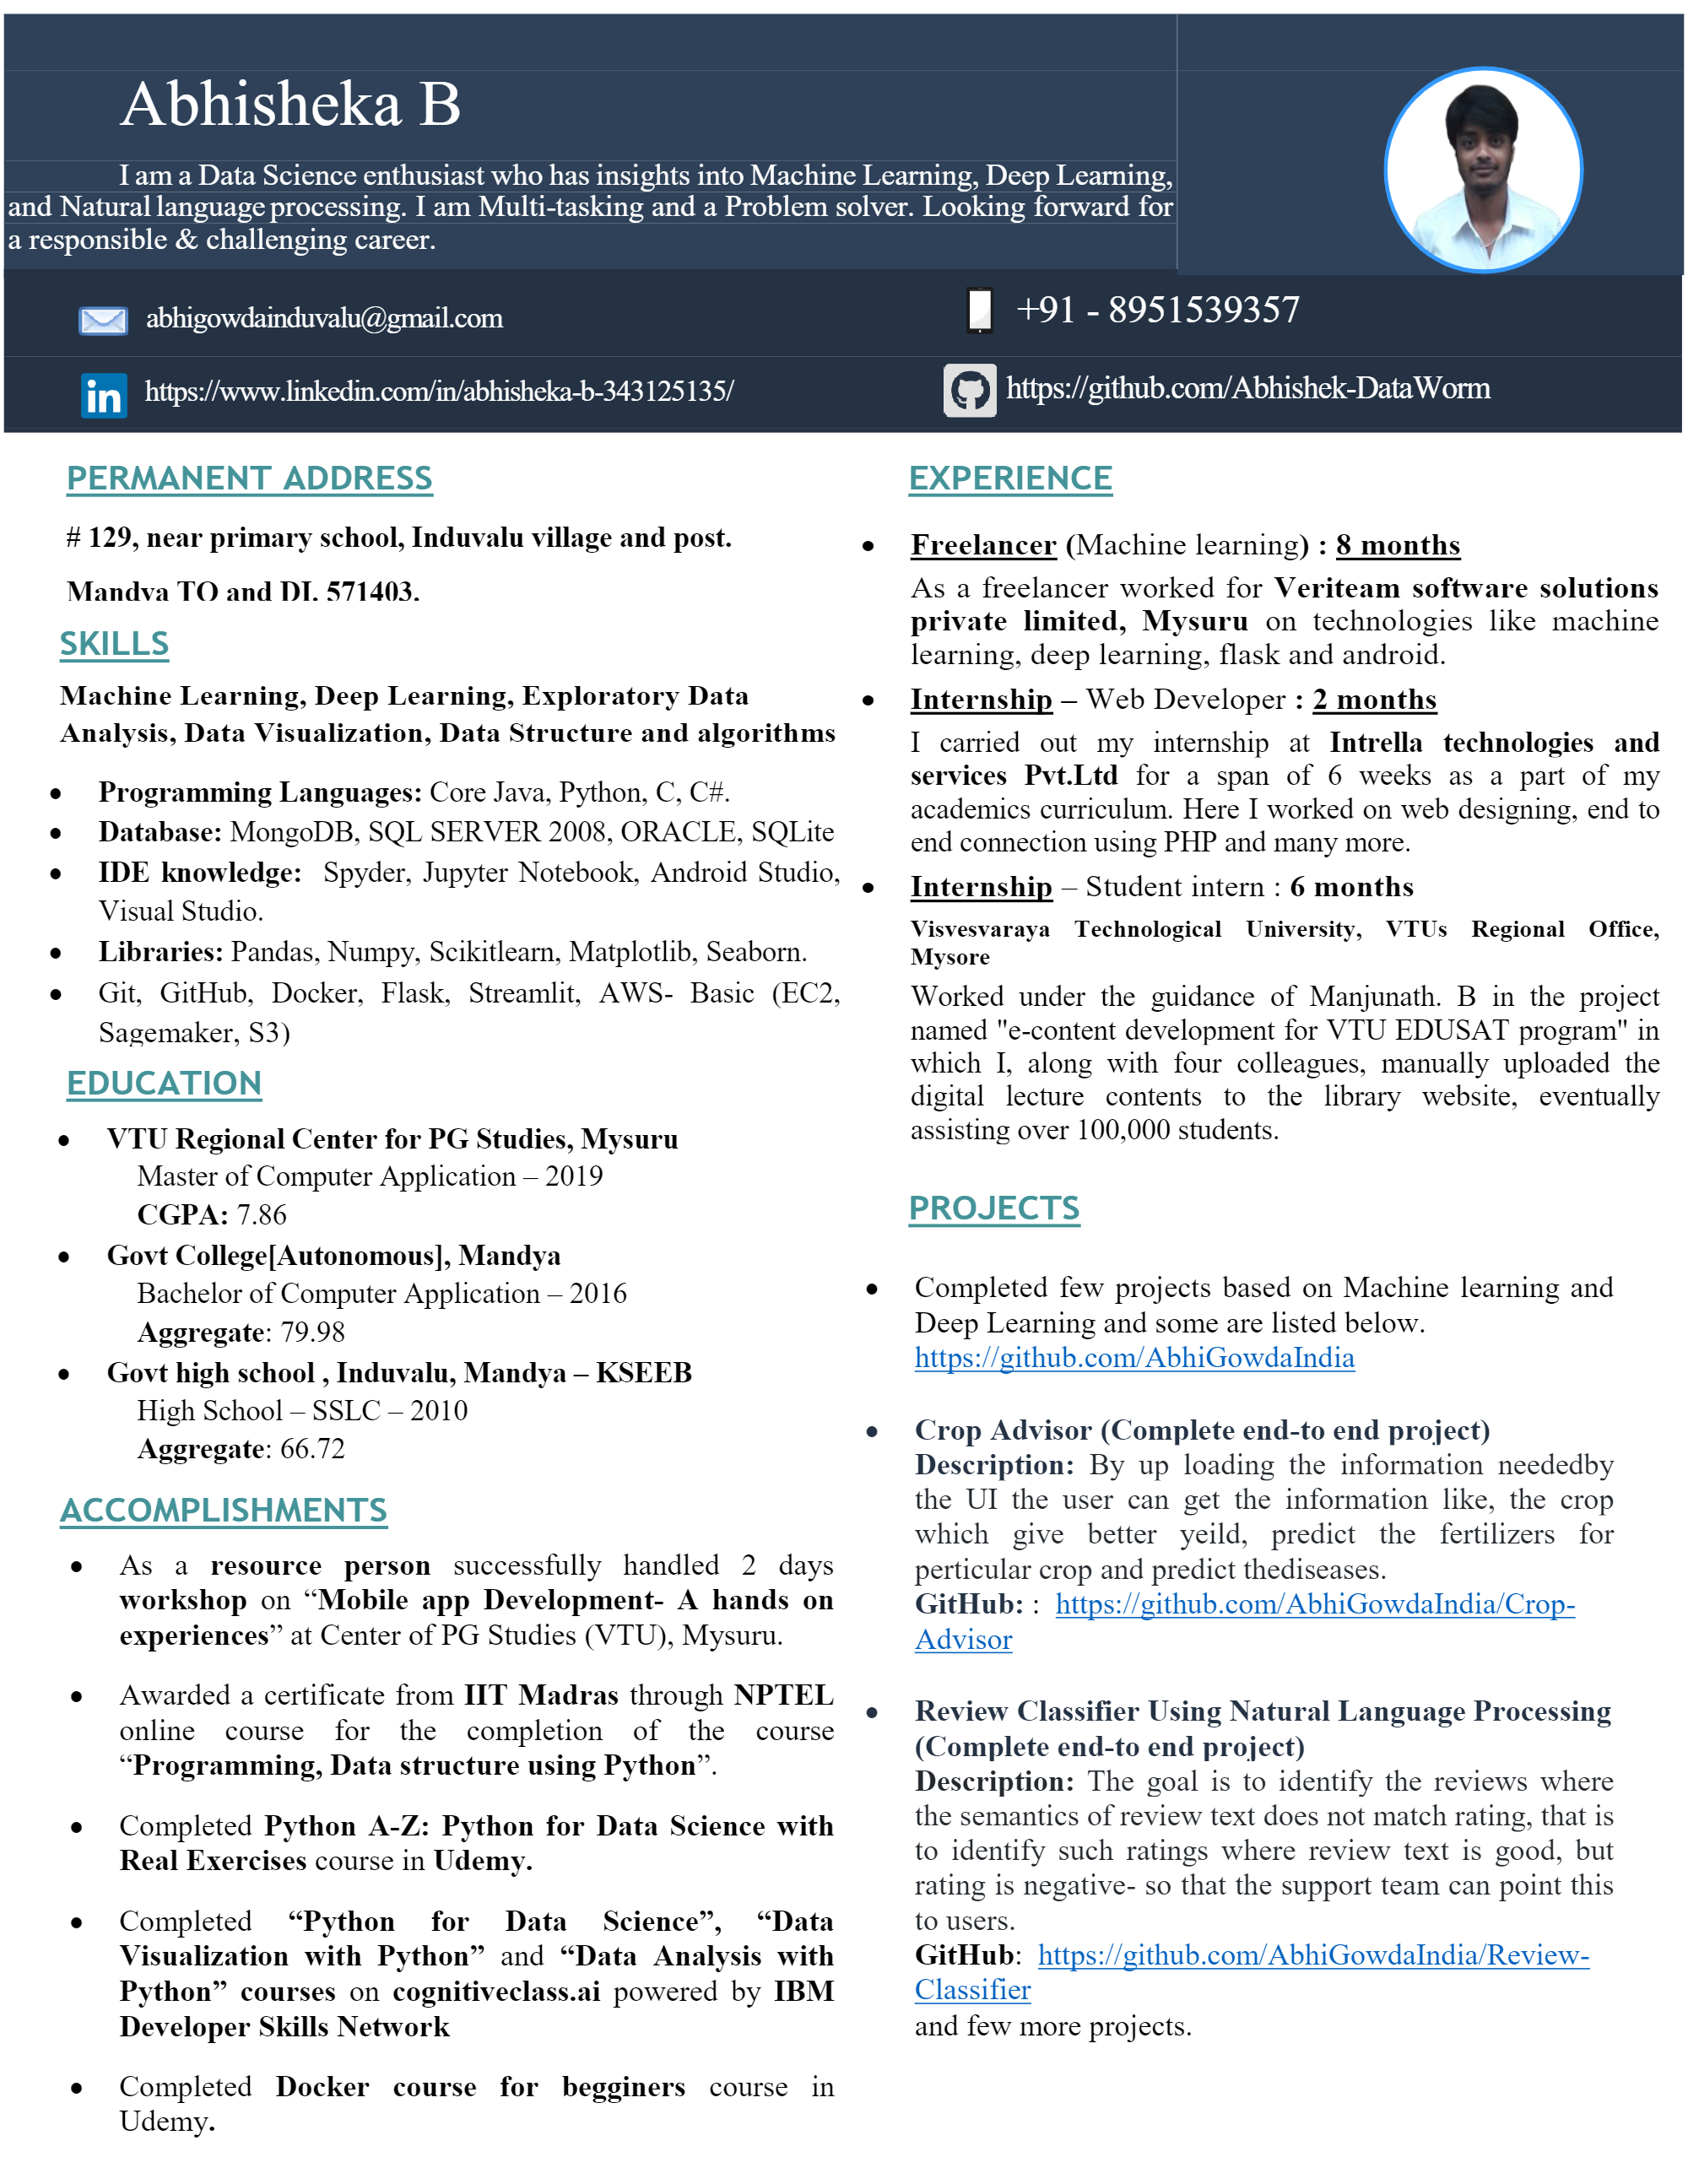 Abhisheka B
I am a Data Science enthusiast who has insights into Machine Learning, Deep Learning,
and Natural language processing. I am Multi-tasking and a Problem solver. Looking forward for
a responsible & challenging career.
abhigowdainduvalu@gmail.com
+91 - 8951539357
https://www.linkedin.com/in/abhisheka-b-343125135/
https://github.com/Abhishek-DataWorm
PERMANENT ADDRESS
# 129, near primary school, Induvalu village and post.
Mandya TQ and DI. 571403.
SKILLS
Machine Learning, Deep Learning, Exploratory Data
Analysis, Data Visualization, Data Structure and algorithms
• Programming Languages: Core Java, Python, C, C#.
• Database: MongoDB, SQL SERVER 2008, ORACLE, SQLite
• IDE knowledge: Spyder, Jupyter Notebook, Android Studio,
Visual Studio.
• Libraries: Pandas, Numpy, Scikitlearn, Matplotlib, Seaborn.
• Git, GitHub, Docker, Flask, Streamlit, AWS- Basic (EC2,
Sagemaker, S3)
EDUCATION
• VTU Regional Center for PG Studies, Mysuru
Master of Computer Application – 2019
CGPA: 7.86
• Govt College[Autonomous], Mandya
Bachelor of Computer Application – 2016
Aggregate: 79.98
• Govt high school , Induvalu, Mandya – KSEEB
High School – SSLC – 2010
Aggregate: 66.72
ACCOMPLISHMENTS
• As a resource person successfully handled 2 days
workshop on “Mobile app Development- A hands on
experiences” at Center of PG Studies (VTU), Mysuru.
• Awarded a certificate from IIT Madras through NPTEL
online course for the completion of the course
“Programming, Data structure using Python”.
• Completed Python A-Z: Python for Data Science with
Real Exercises course in Udemy.
• Completed “Python for Data Science”, “Data
Visualization with Python” and “Data Analysis with
Python” courses on cognitiveclass.ai powered by IBM
Developer Skills Network
• Completed Docker course for begginers course in
Udemy.
EXPERIENCE
• Freelancer (Machine learning) : 8 months
As a freelancer worked for Veriteam software solutions
private limited, Mysuru on technologies like machine
learning, deep learning, flask and android.
• Internship – Web Developer : 2 months
I carried out my internship at Intrella technologies and
services Pvt.Ltd for a span of 6 weeks as a part of my
academics curriculum. Here I worked on web designing, end to
end connection using PHP and many more.
• Internship – Student intern : 6 months
Visvesvaraya Technological University, VTUs Regional Office,
Mysore
Worked under the guidance of Manjunath. B in the project
named "e-content development for VTU EDUSAT program" in
which I, along with four colleagues, manually uploaded the
digital lecture contents to the library website, eventually
assisting over 100,000 students.
PROJECTS
• Completed few projects based on Machine learning and
Deep Learning and some are listed below.
https://github.com/AbhiGowdaIndia
• Crop Advisor (Complete end-to end project)
Description: By up loading the information neededby
the UI the user can get the information like, the crop
which give better yeild, predict the fertilizers for
perticular crop and predict thediseases.
GitHub: : https://github.com/AbhiGowdaIndia/Crop-
Advisor
• Review Classifier Using Natural Language Processing
(Complete end-to end project)
Description: The goal is to identify the reviews where
the semantics of review text does not match rating, that is
to identify such ratings where review text is good, but
rating is negative- so that the support team can point this
to users.
GitHub: https://github.com/AbhiGowdaIndia/Review-
Classifier
and few more projects.